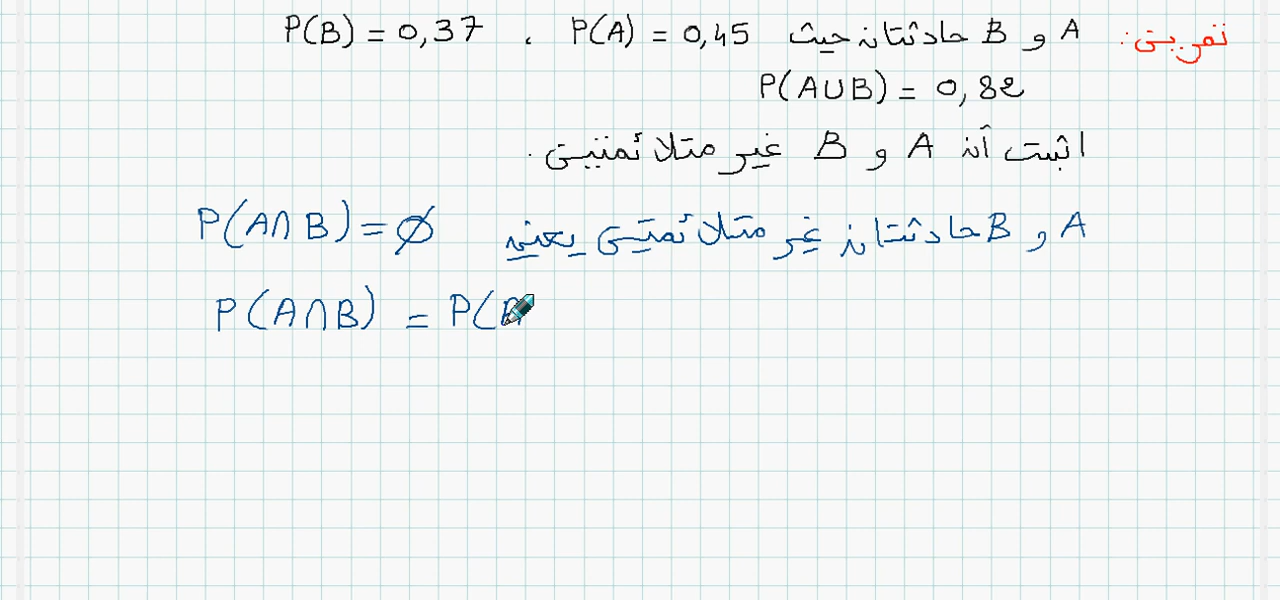 تمرين: A و B حادثتان حيث P(A) = 0,45 ، P(B) = 0,37
P(A∪B) = 0,82
اثبت أن A و B غير متلائمتين .
A و B حادثتان غير متلائمتين يعني P(A∩B) = ∅
P(A∩B) = P(